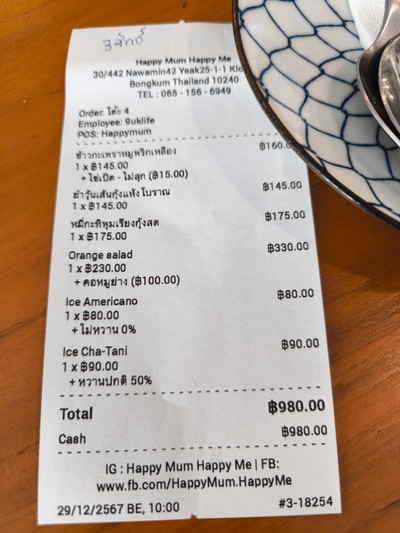 Happy Mum Happy Me
30/442 Nawamin42 Yeak25-1-1
Bongkum Thailand 10240
TEL : 065 - 156 - 6949
Order: โต๊ะ 4
Employee: 9uklife
POS: Happymum
ข้าวกะเพราหมูพริกเหลือง ฿160.00
1 x ฿145.00
+ ไข่เป็ด - ไม่สุก (฿15.00)
ยำวุ้นเส้นกุ้งแห้งโบราณ ฿145.00
1 x ฿145.00
หมี่กะทิพุมเรียงกุ้งสด ฿175.00
1 x ฿175.00
Orange salad ฿330.00
1 x ฿230.00
+ คอหมูย่าง (฿100.00)
Ice Americano ฿80.00
1 x ฿80.00
+ ไม่หวาน 0%
Ice Cha-Tani ฿90.00
1 x ฿90.00
+ หวานปกติ 50%
Total ฿980.00
Cash ฿980.00
IG : Happy Mum Happy Me | FB:
www.fb.com/HappyMum.HappyMe
29/12/2567 BE, 10:00 #3-18254